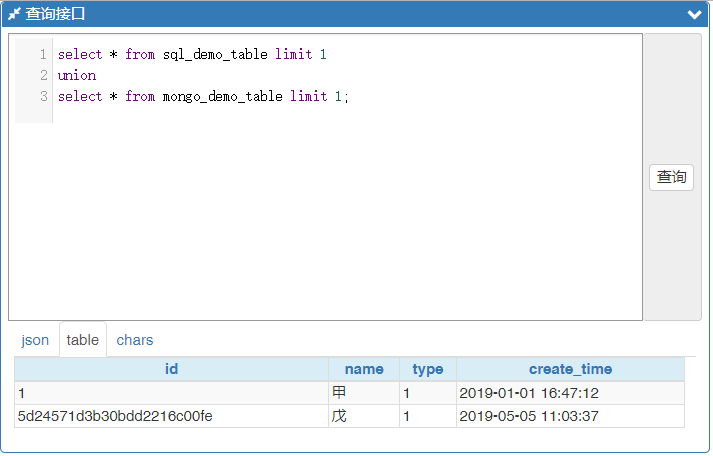 查询接口
1 select * from sql_demo_table limit 1
2 union
3 select * from mongo_demo_table limit 1;
查询
json table chars
id name type create_time
1 甲 1 2019-01-01 16:47:12
5d24571d3b30bdd2216c00fe 戊 1 2019-05-05 11:03:37